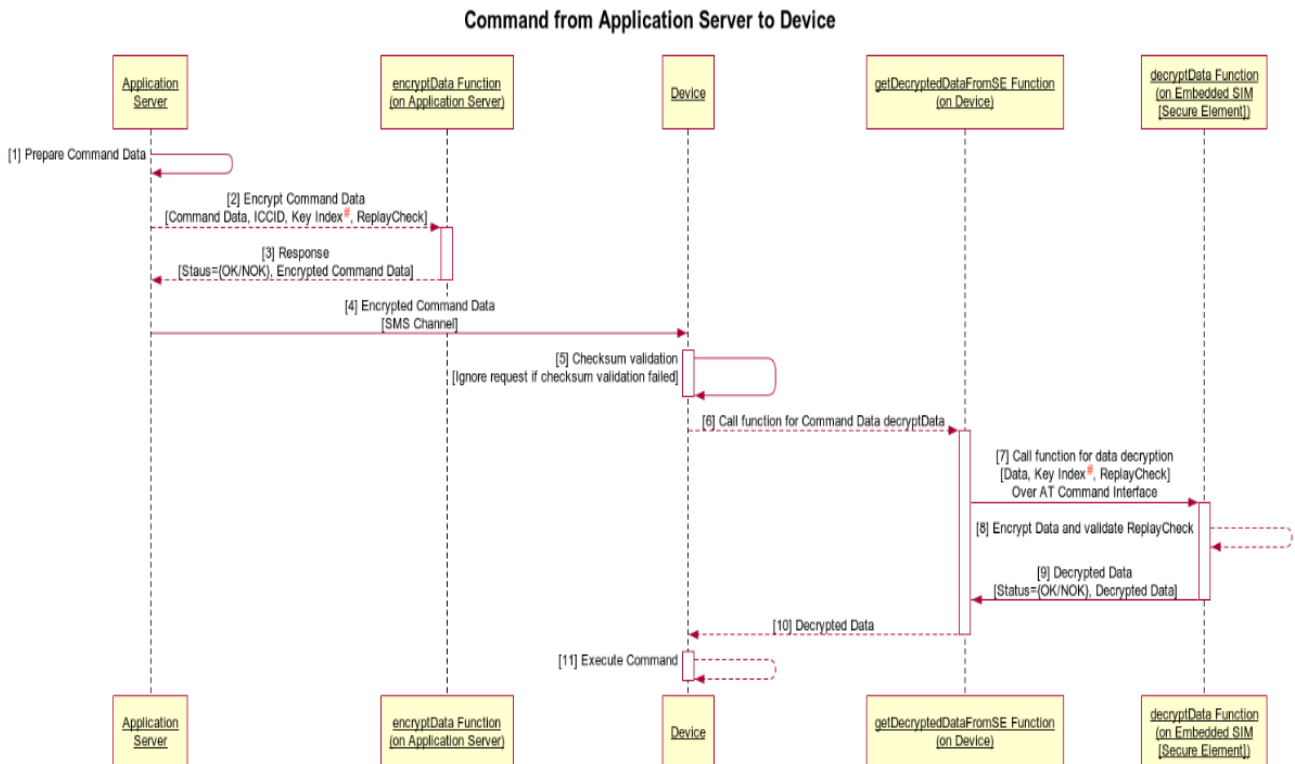 Command from Application Server to Device
Application
Server
encryptData Function
(on Application Server)
Device
getDecryptedDataFromSE Function
(on Device)
decryptData Function
(on Embedded SIM
[Secure Element])
[1] Prepare Command Data
[2] Encrypt Command Data
[Command Data, ICCID, Key Index#, ReplayCheck]
[3] Response
[Staus={OK/NOK}, Encrypted Command Data]
[4] Encrypted Command Data
[SMS Channel]
[5] Checksum validation
[Ignore request if checksum validation failed]
[6] Call function for Command Data decryptData
[7] Call function for data decryption
[Data, Key Index#, ReplayCheck]
Over AT Command Interface
[8] Encrypt Data and validate ReplayCheck
[9] Decrypted Data
[Status={OK/NOK}, Decrypted Data]
[10] Decrypted Data
[11] Execute Command
Application
Server
encryptData Function
(on Application Server)
Device
getDecryptedDataFromSE Function
(on Device)
decryptData Function
(on Embedded SIM
[Secure Element])